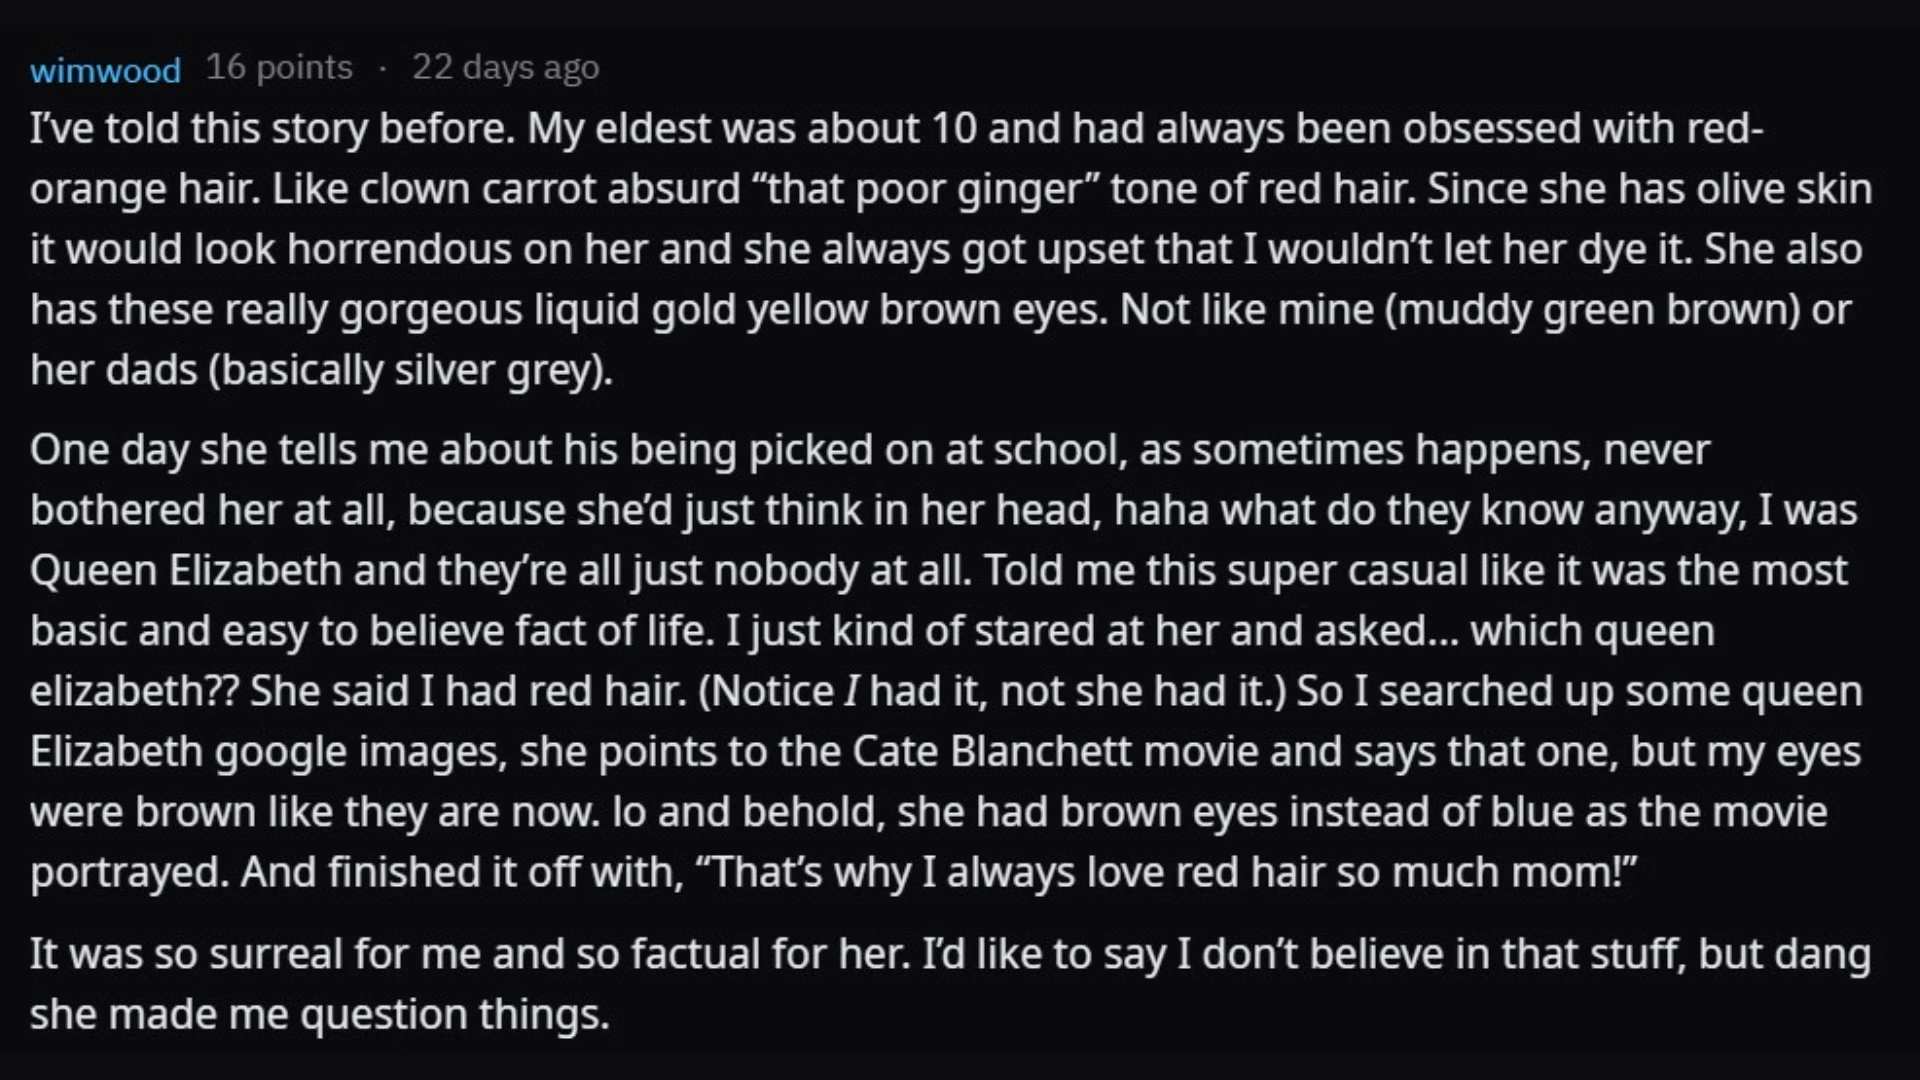 wimwood 16 points · 22 days ago
I’ve told this story before. My eldest was about 10 and had always been obsessed with red-
orange hair. Like clown carrot absurd “that poor ginger” tone of red hair. Since she has olive skin
it would look horrendous on her and she always got upset that I wouldn’t let her dye it. She also
has these really gorgeous liquid gold yellow brown eyes. Not like mine (muddy green brown) or
her dads (basically silver grey).
One day she tells me about his being picked on at school, as sometimes happens, never
bothered her at all, because she’d just think in her head, haha what do they know anyway, I was
Queen Elizabeth and they’re all just nobody at all. Told me this super casual like it was the most
basic and easy to believe fact of life. I just kind of stared at her and asked... which queen
elizabeth?? She said I had red hair. (Notice I had it, not she had it.) So I searched up some queen
Elizabeth google images, she points to the Cate Blanchett movie and says that one, but my eyes
were brown like they are now. lo and behold, she had brown eyes instead of blue as the movie
portrayed. And finished it off with, “That’s why I always love red hair so much mom!”
It was so surreal for me and so factual for her. I’d like to say I don’t believe in that stuff, but dang
she made me question things.